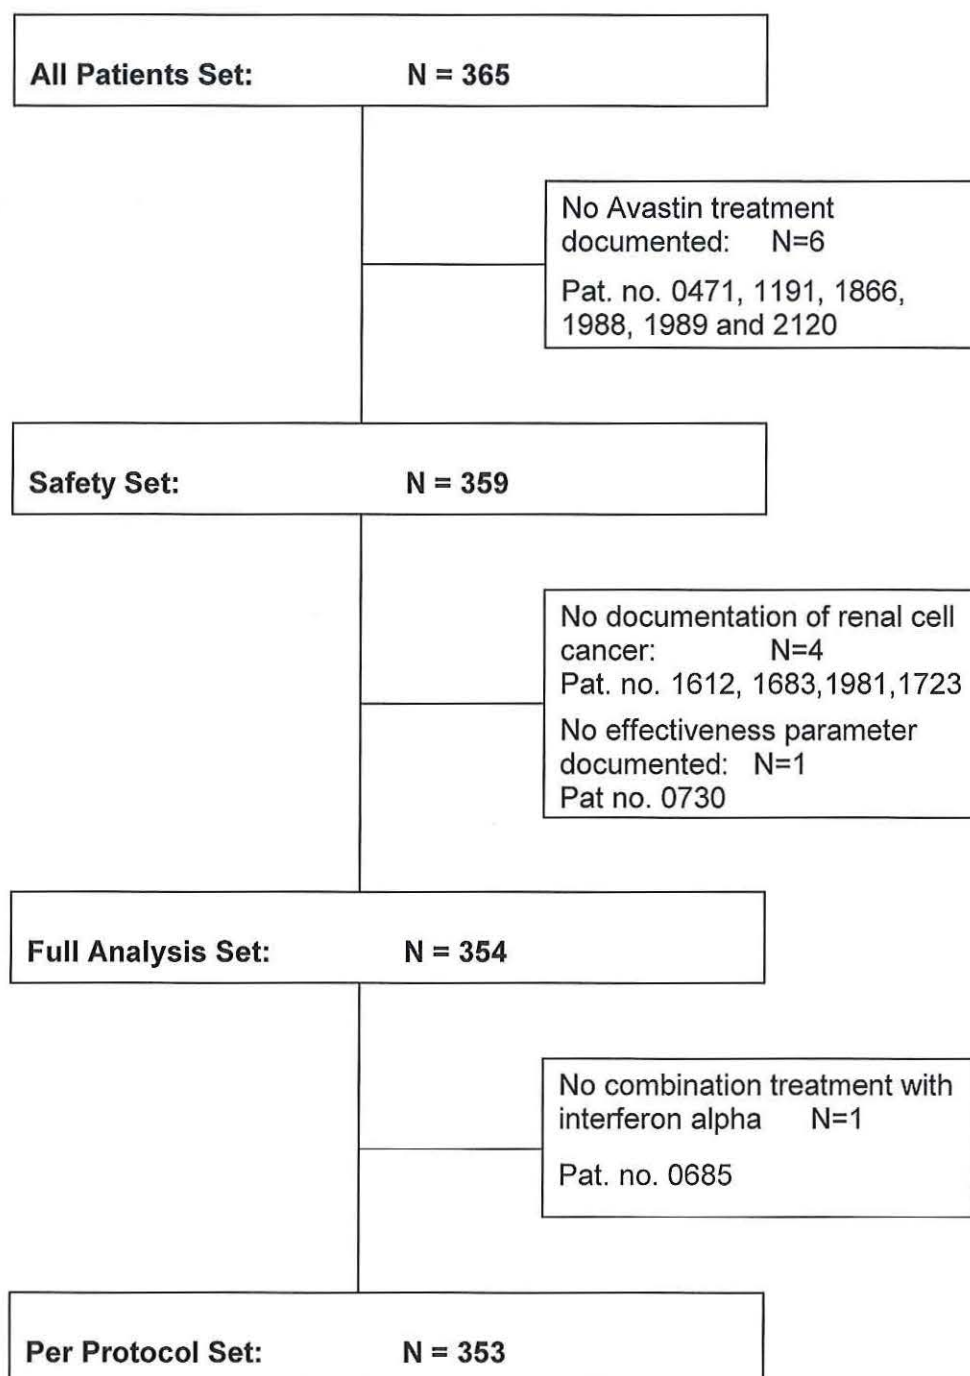 All Patients Set: N = 365
No Avastin treatment
documented: N=6
Pat. no. 0471, 1191, 1866,
1988, 1989 and 2120
Safety Set: N = 359
No documentation of renal cell
cancer: N=4
Pat. no. 1612, 1683,1981,1723
No effectiveness parameter
documented: N=1
Pat no. 0730
Full Analysis Set: N = 354
No combination treatment with
interferon alpha N=1
Pat. no. 0685
Per Protocol Set: N = 353